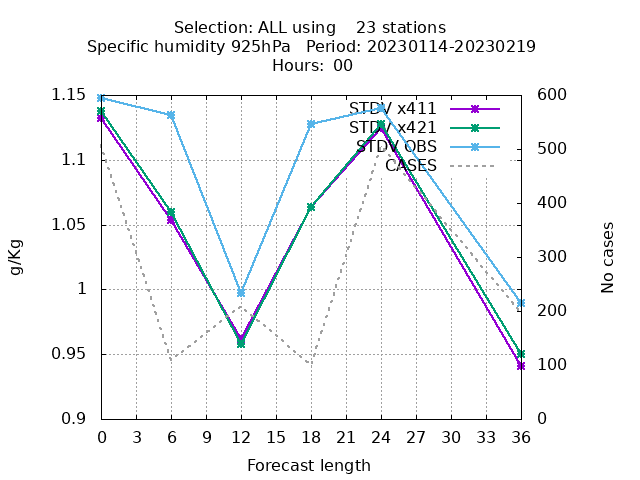 Selection: ALL using    23 stations
Specific humidity 925hPa   Period: 20230114-20230219
Hours:  00
1.15
1.1
1.05
1
0.95
0.9
g/Kg
STDV x411
STDV x421
STDV OBS
CASES
600
500
400
300
200
100
0
No cases
0 3 6 9 12 15 18 21 24 27 30 33 36
Forecast length